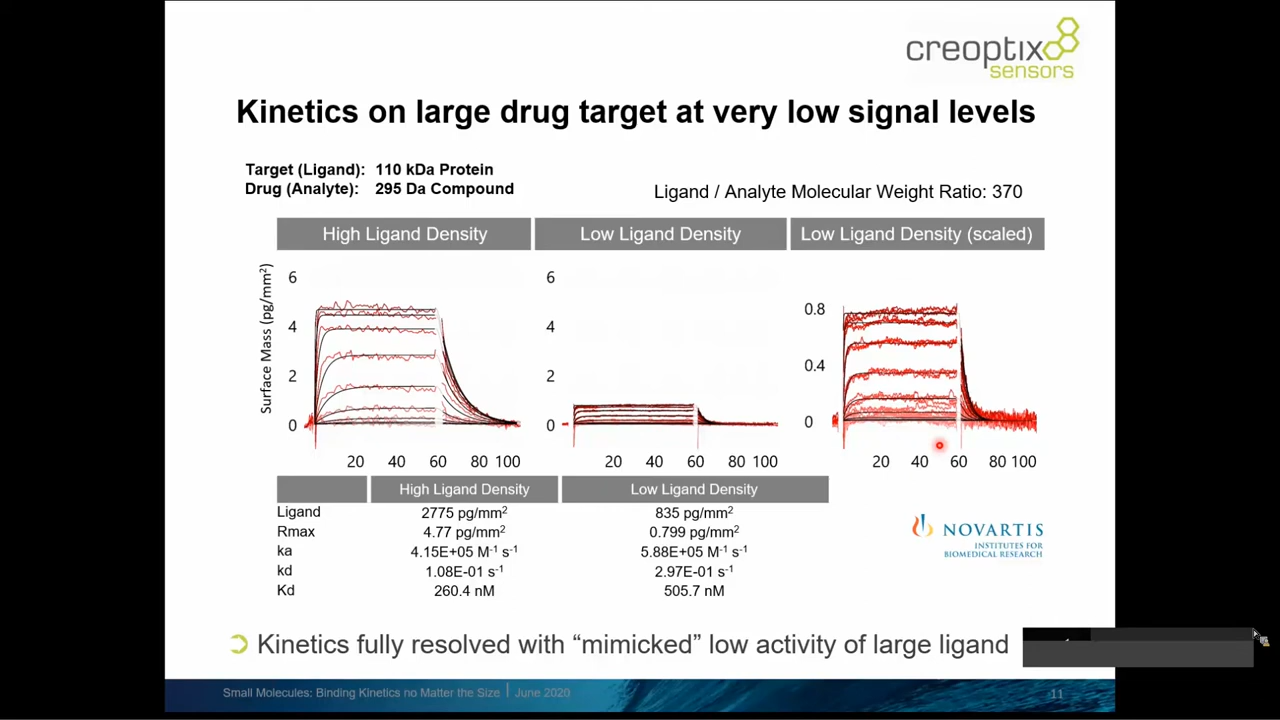 creoptix
sensors
Kinetics on large drug target at very low signal levels
Target (Ligand): 110 kDa Protein
Drug (Analyte): 295 Da Compound
Ligand / Analyte Molecular Weight Ratio: 370
High Ligand Density Low Ligand Density Low Ligand Density (scaled)
Surface Mass (pg/mm²)
6
4
2
0
20 40 60 80 100
6
4
2
0
20 40 60 80 100
0.8
0.4
0
20 40 60 80 100
High Ligand Density Low Ligand Density
Ligand 2775 pg/mm² 835 pg/mm²
Rmax 4.77 pg/mm² 0.799 pg/mm²
ka 4.15E+05 M⁻¹ s⁻¹ 5.88E+05 M⁻¹ s⁻¹
kd 1.08E-01 s⁻¹ 2.97E-01 s⁻¹
Kd 260.4 nM 505.7 nM
NOVARTIS
INSTITUTES FOR
BIOMEDICAL RESEARCH
Kinetics fully resolved with “mimicked” low activity of large ligand
Small Molecules: Binding Kinetics no Matter the Size | June 2020
11